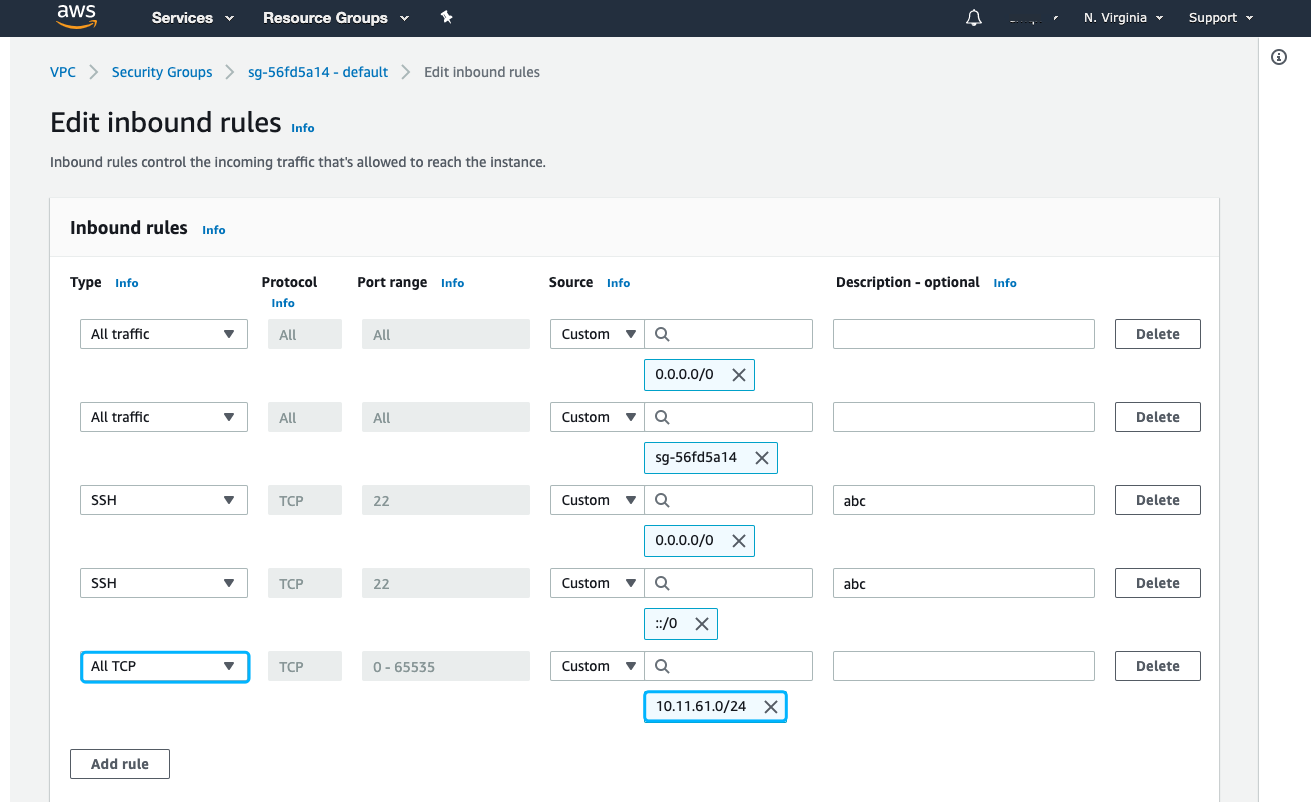 aws Services Resource Groups N. Virginia Support
VPC Security Groups sg-56fd5a14 - default Edit inbound rules
Edit inbound rules Info
Inbound rules control the incoming traffic that's allowed to reach the instance.
Inbound rules Info
Type Info Protocol Port range Info Source Info Description - optional Info
Info
All traffic All All Custom Delete
0.0.0.0/0
All traffic All All Custom Delete
sg-56fd5a14
SSH TCP 22 Custom abc Delete
0.0.0.0/0
SSH TCP 22 Custom abc Delete
::/0
All TCP TCP 0 - 65535 Custom Delete
10.11.61.0/24
Add rule